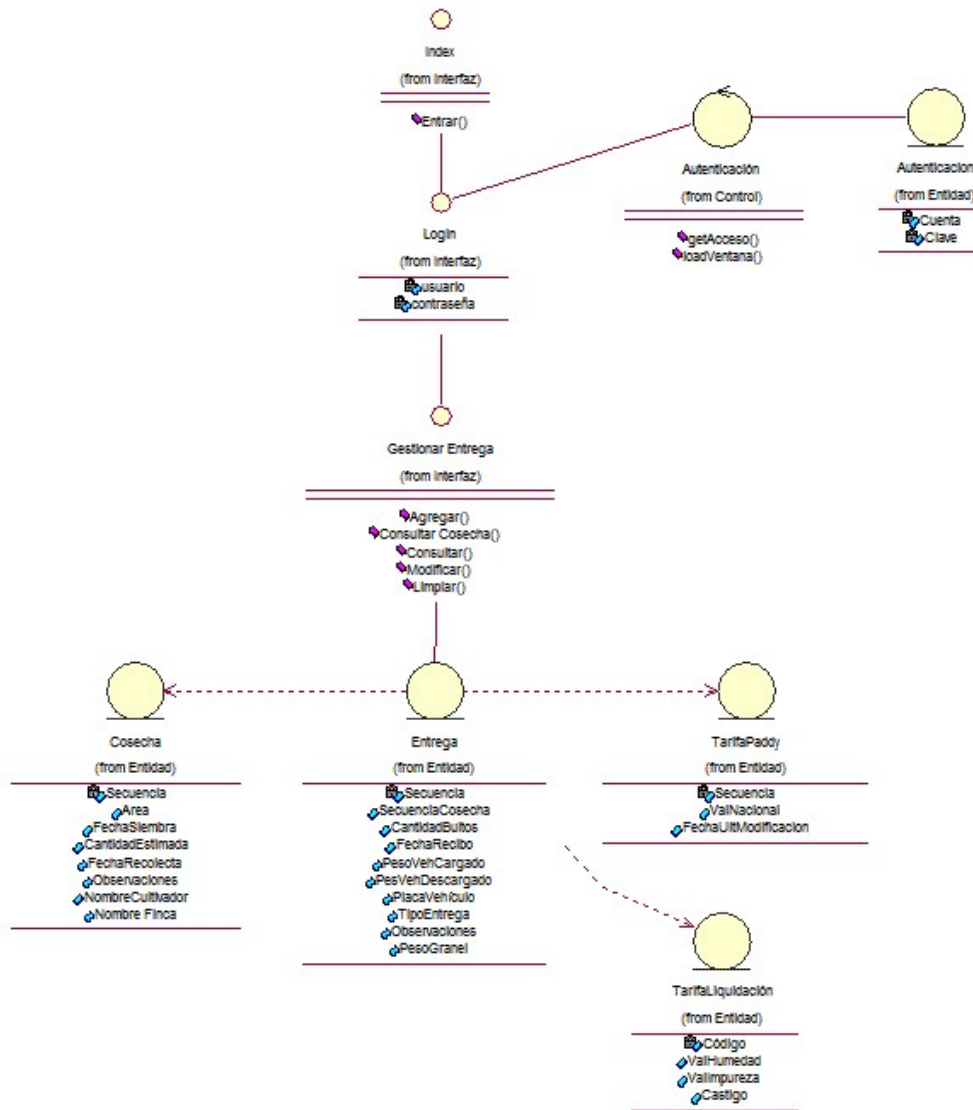 Index
(from Interfaz)
Entrar()
Autenticación
(from Control)
getAcceso()
loadVentana()
Autenticacion
(from Entidad)
Cuenta
Clave
Login
(from Interfaz)
usuario
contraseña
Gestionar Entrega
(from Interfaz)
Agregar()
Consultar Cosecha()
Consultar()
Modificar()
Limpiar()
Cosecha
(from Entidad)
Secuencia
Area
FechaSiembra
CantidadEstimada
FechaRecolecta
Observaciones
NombreCultivador
Nombre Finca
Entrega
(from Entidad)
Secuencia
SecuenciaCosecha
CantidadBultos
FechaRecibo
PesoVehCargado
PesVehDescargado
PlacaVehículo
TipoEntrega
Observaciones
PesoGranel
TarifaPaddy
(from Entidad)
Secuencia
ValNacional
FechaUltModificacion
TarifaLiquidación
(from Entidad)
Código
ValHumedad
ValImpureza
Castigo